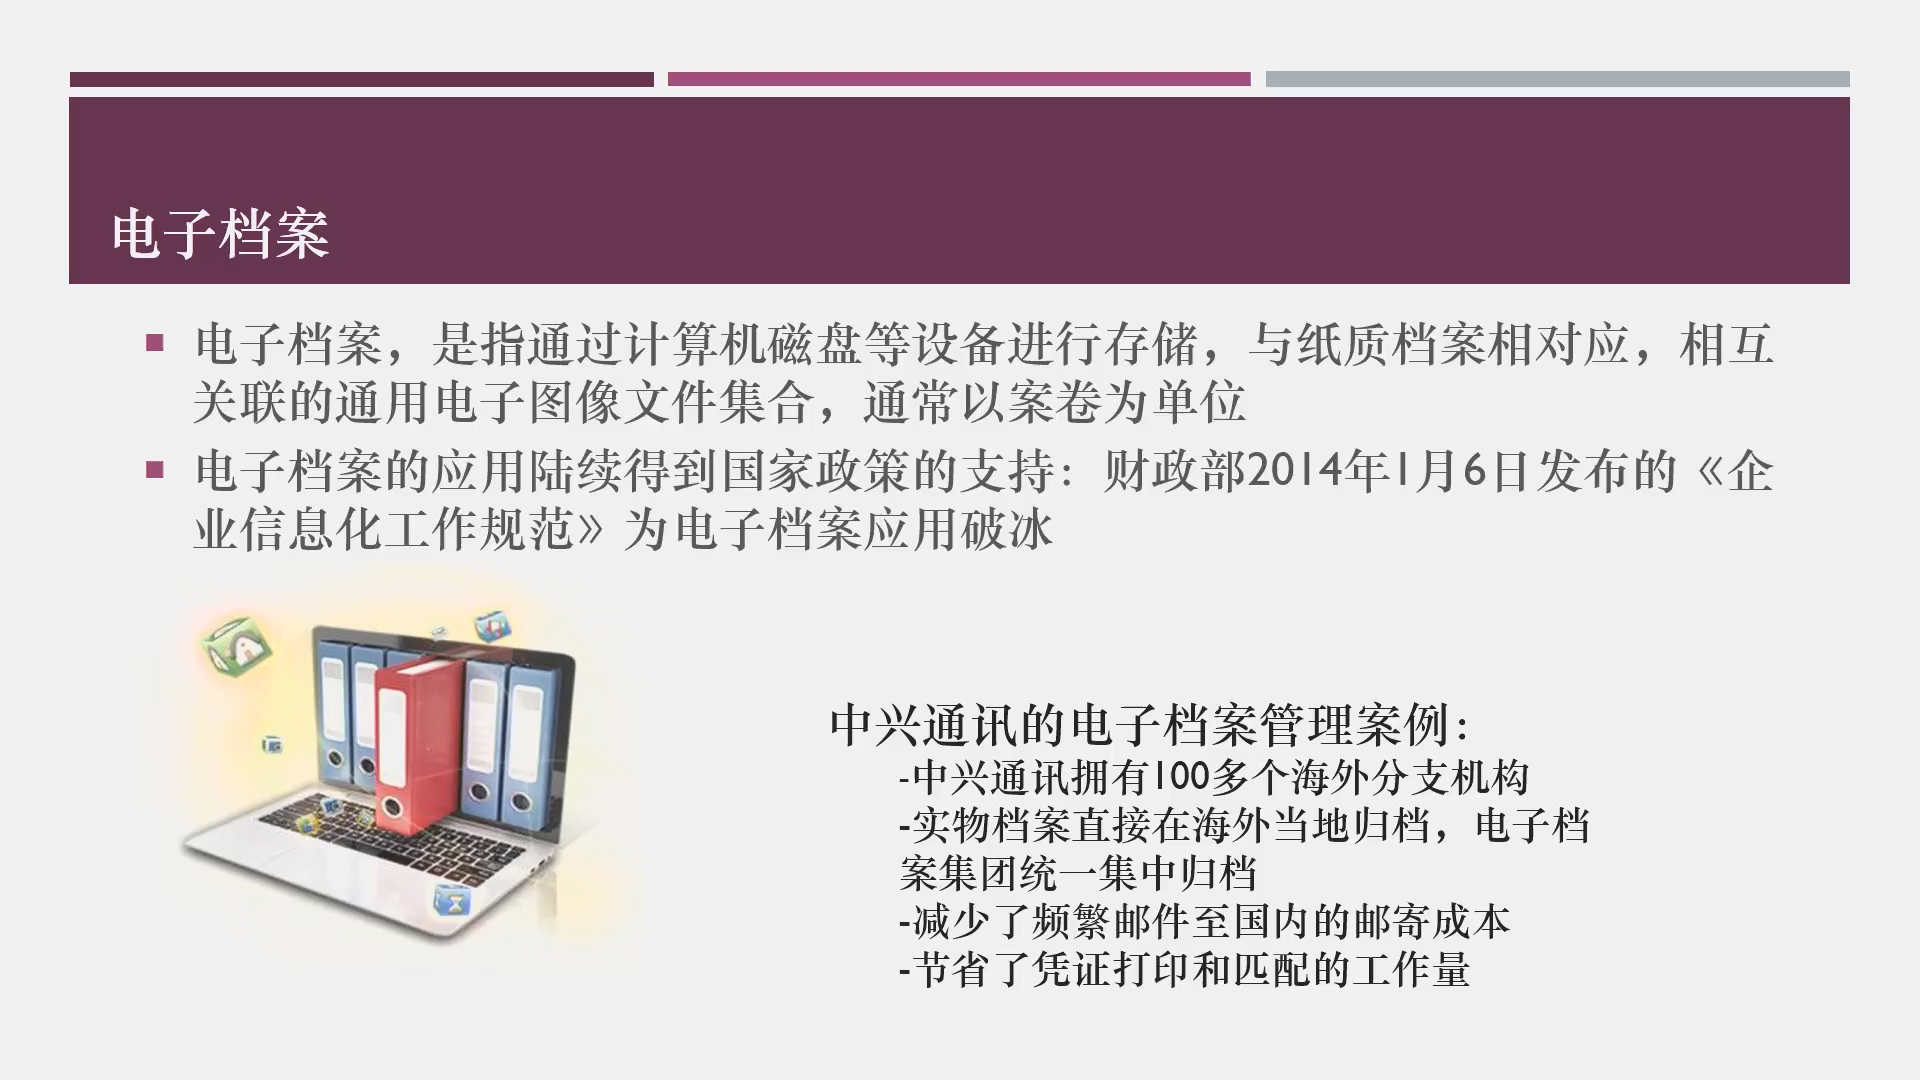 电子档案
电子档案，是指通过计算机磁盘等设备进行存储，与纸质档案相对应，相互
关联的通用电子图像文件集合，通常以案卷为单位
电子档案的应用陆续得到国家政策的支持：财政部2014年1月6日发布的《企
业信息化工作规范》为电子档案应用破冰
中兴通讯的电子档案管理案例：
-中兴通讯拥有100多个海外分支机构
-实物档案直接在海外当地归档，电子档
案集团统一集中归档
-减少了频繁邮件至国内的邮寄成本
-节省了凭证打印和匹配的工作量